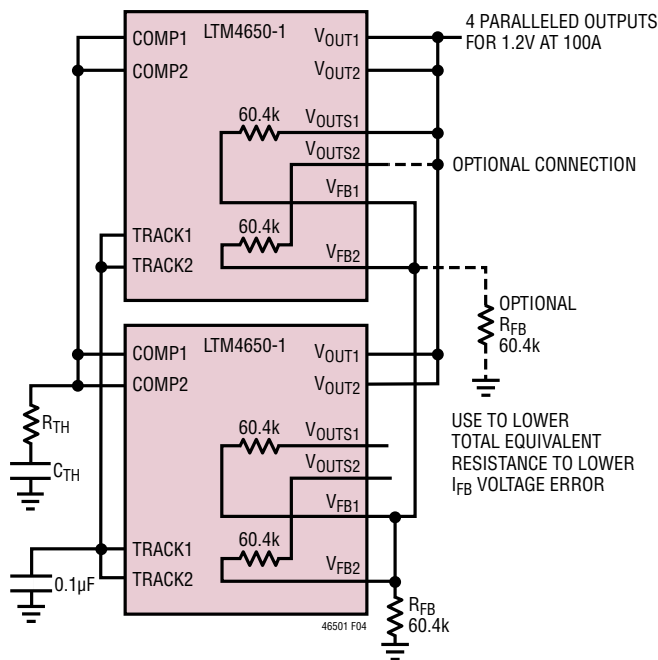 COMP1
LTM4650-1
VOUT1
4 PARALLELED OUTPUTS
FOR 1.2V AT 100A
COMP2
VOUT2
60.4k
VOUTS1
VOUTS2
OPTIONAL CONNECTION
VFB1
60.4k
TRACK1
VFB2
TRACK2
OPTIONAL
RFB
60.4k
COMP1
LTM4650-1
VOUT1
COMP2
VOUT2
RTH
CTH
60.4k
VOUTS1
VOUTS2
USE TO LOWER
TOTAL EQUIVALENT
RESISTANCE TO LOWER
IFB VOLTAGE ERROR
VFB1
60.4k
TRACK1
VFB2
TRACK2
0.1µF
RFB
60.4k
46501 F04